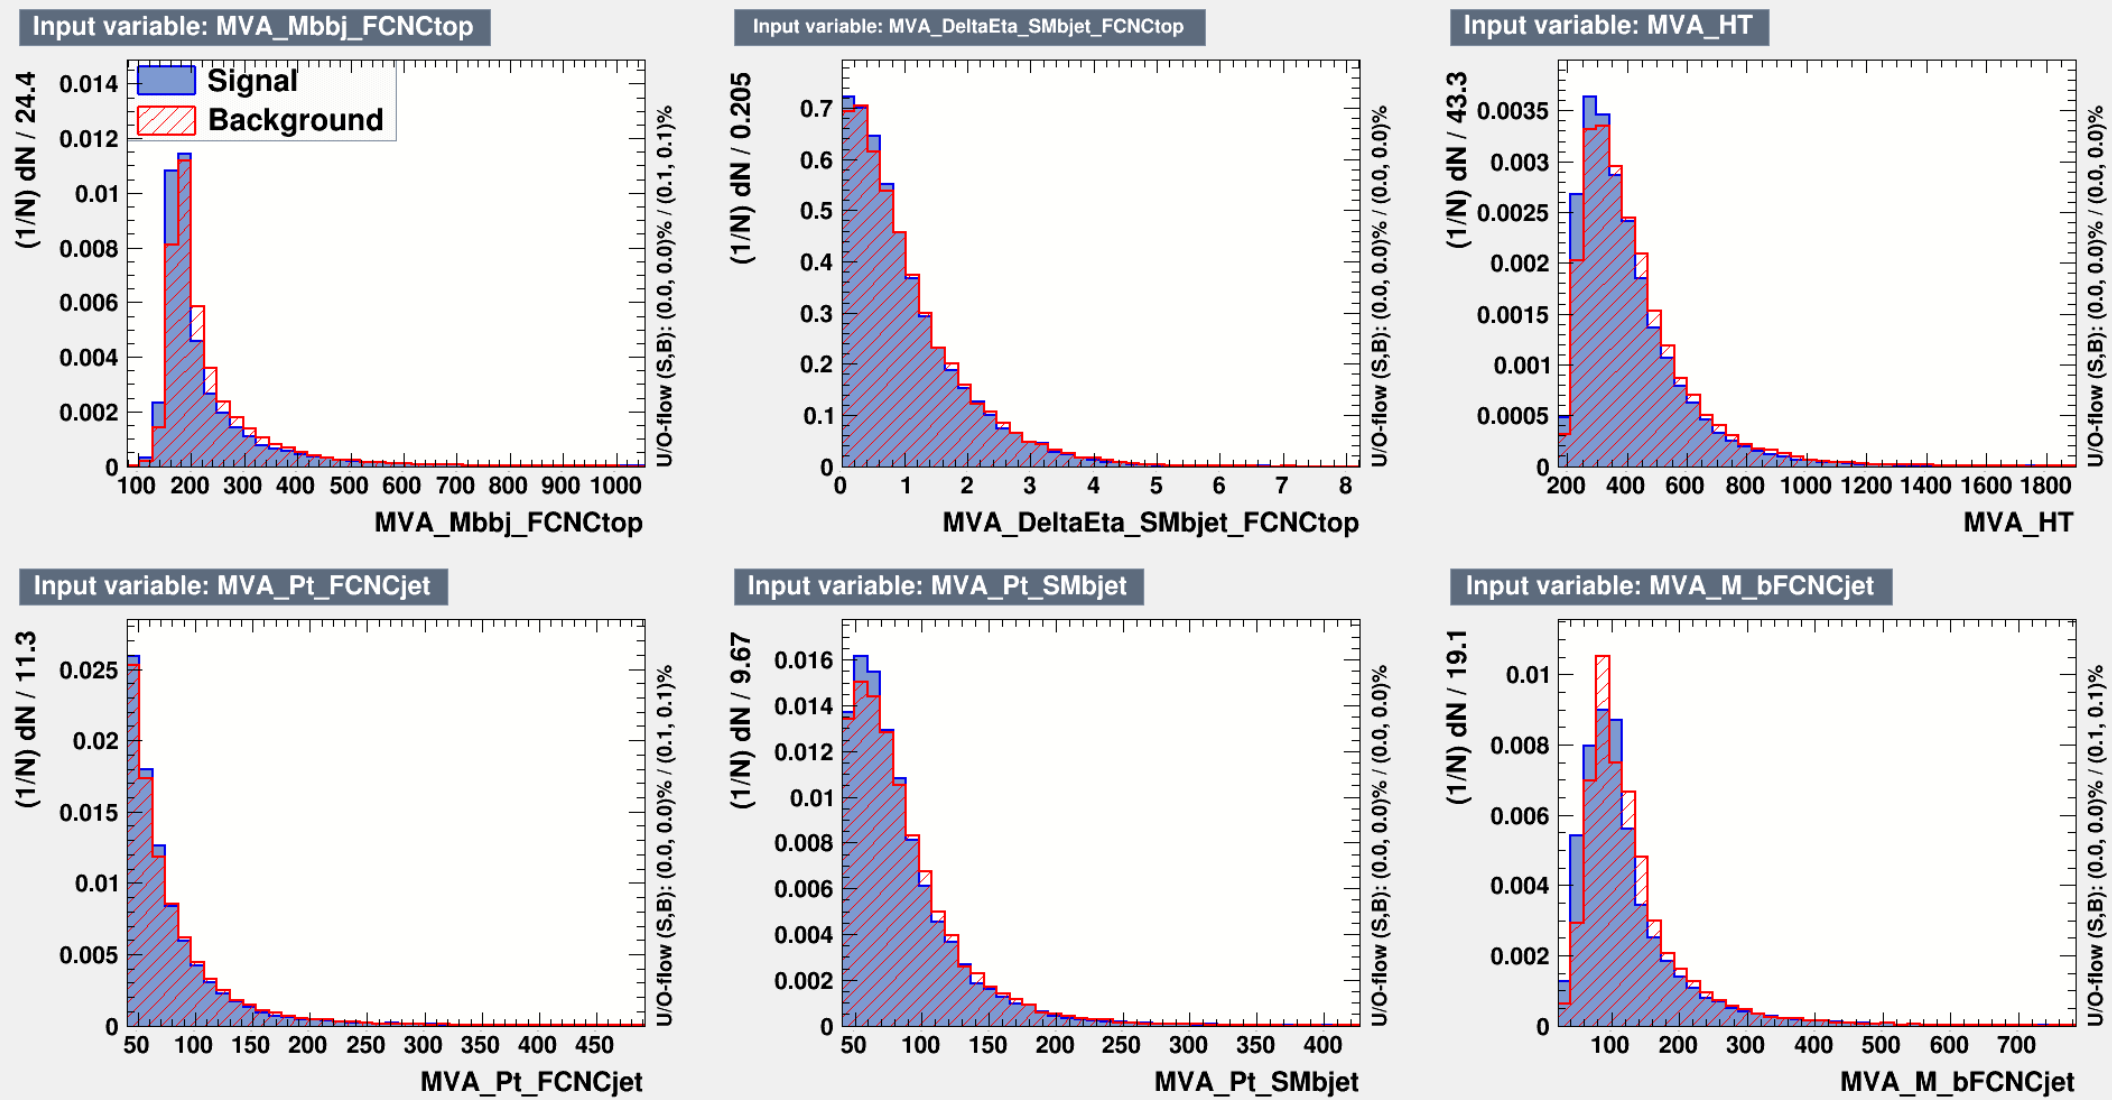 Input variable: MVA_Mbbj_FCNCtop
(1/N) dN / 24.4
0.014
0.012
0.01
0.008
0.006
0.004
0.002
0
Signal
Background
100 200 300 400 500 600 700 800 900 1000
MVA_Mbbj_FCNCtop
U/O-flow (S,B): (0.0, 0.0)% / (0.1, 0.1)%
Input variable: MVA_DeltaEta_SMbjet_FCNCtop
(1/N) dN / 0.205
0.7
0.6
0.5
0.4
0.3
0.2
0.1
0
0 1 2 3 4 5 6 7 8
MVA_DeltaEta_SMbjet_FCNCtop
U/O-flow (S,B): (0.0, 0.0)% / (0.0, 0.0)%
Input variable: MVA_HT
(1/N) dN / 43.3
0.0035
0.003
0.0025
0.002
0.0015
0.001
0.0005
0
200 400 600 800 1000 1200 1400 1600 1800
MVA_HT
U/O-flow (S,B): (0.0, 0.0)% / (0.0, 0.0)%
Input variable: MVA_Pt_FCNCjet
(1/N) dN / 11.3
0.025
0.02
0.015
0.01
0.005
0
50 100 150 200 250 300 350 400 450
MVA_Pt_FCNCjet
U/O-flow (S,B): (0.0, 0.0)% / (0.1, 0.1)%
Input variable: MVA_Pt_SMbjet
(1/N) dN / 9.67
0.016
0.014
0.012
0.01
0.008
0.006
0.004
0.002
0
50 100 150 200 250 300 350 400
MVA_Pt_SMbjet
U/O-flow (S,B): (0.0, 0.0)% / (0.0, 0.0)%
Input variable: MVA_M_bFCNCjet
(1/N) dN / 19.1
0.01
0.008
0.006
0.004
0.002
0
100 200 300 400 500 600 700
MVA_M_bFCNCjet
U/O-flow (S,B): (0.0, 0.0)% / (0.1, 0.1)%